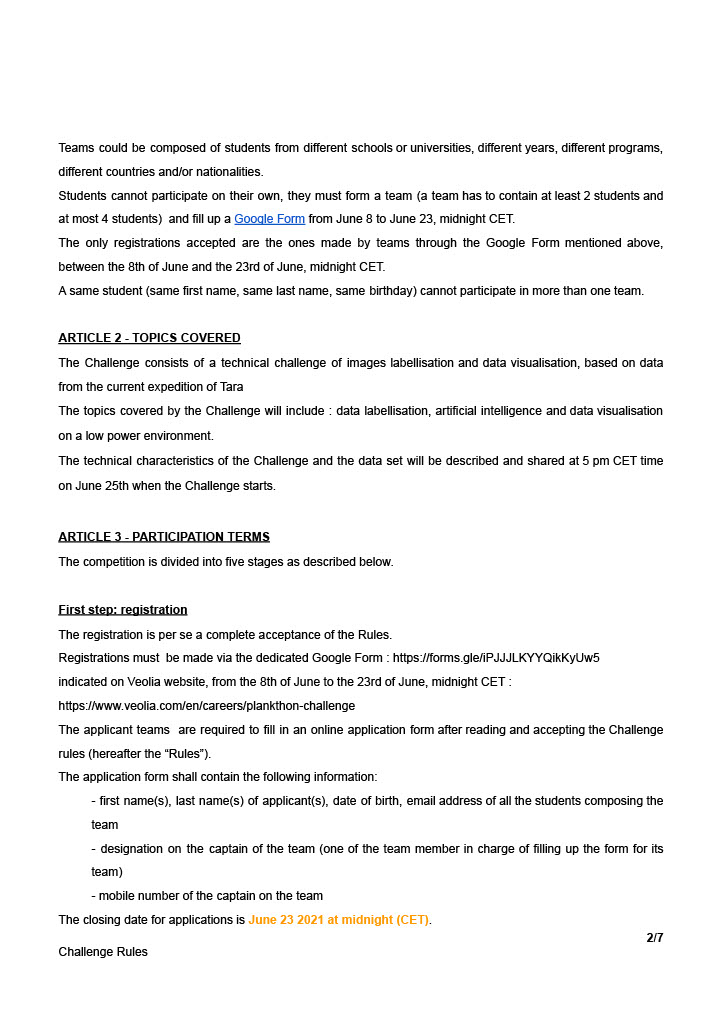 Teams could be composed of students from different schools or universities, different years, different programs,
different countries and/or nationalities.
Students cannot participate on their own, they must form a team (a team has to contain at least 2 students and
at most 4 students)  and fill up a Google Form from June 8 to June 23, midnight CET.
The only registrations accepted are the ones made by teams through the Google Form mentioned above,
between the 8th of June and the 23rd of June, midnight CET.
A same student (same first name, same last name, same birthday) cannot participate in more than one team.
ARTICLE 2 - TOPICS COVERED
The Challenge consists of a technical challenge of images labellisation and data visualisation, based on data
from the current expedition of Tara
The topics covered by the Challenge will include : data labellisation, artificial intelligence and data visualisation
on a low power environment.
The technical characteristics of the Challenge and the data set will be described and shared at 5 pm CET time
on June 25th when the Challenge starts.
ARTICLE 3 - PARTICIPATION TERMS
The competition is divided into five stages as described below.
First step: registration
The registration is per se a complete acceptance of the Rules.
Registrations must  be made via the dedicated Google Form : https://forms.gle/iPJJJLKYYQikKyUw5
indicated on Veolia website, from the 8th of June to the 23rd of June, midnight CET :
https://www.veolia.com/en/careers/plankthon-challenge
The applicant teams  are required to fill in an online application form after reading and accepting the Challenge
rules (hereafter the “Rules”).
The application form shall contain the following information:
- first name(s), last name(s) of applicant(s), date of birth, email address of all the students composing the
team
- designation on the captain of the team (one of the team member in charge of filling up the form for its
team)
- mobile number of the captain on the team
The closing date for applications is June 23 2021 at midnight (CET).
2/7
Challenge Rules